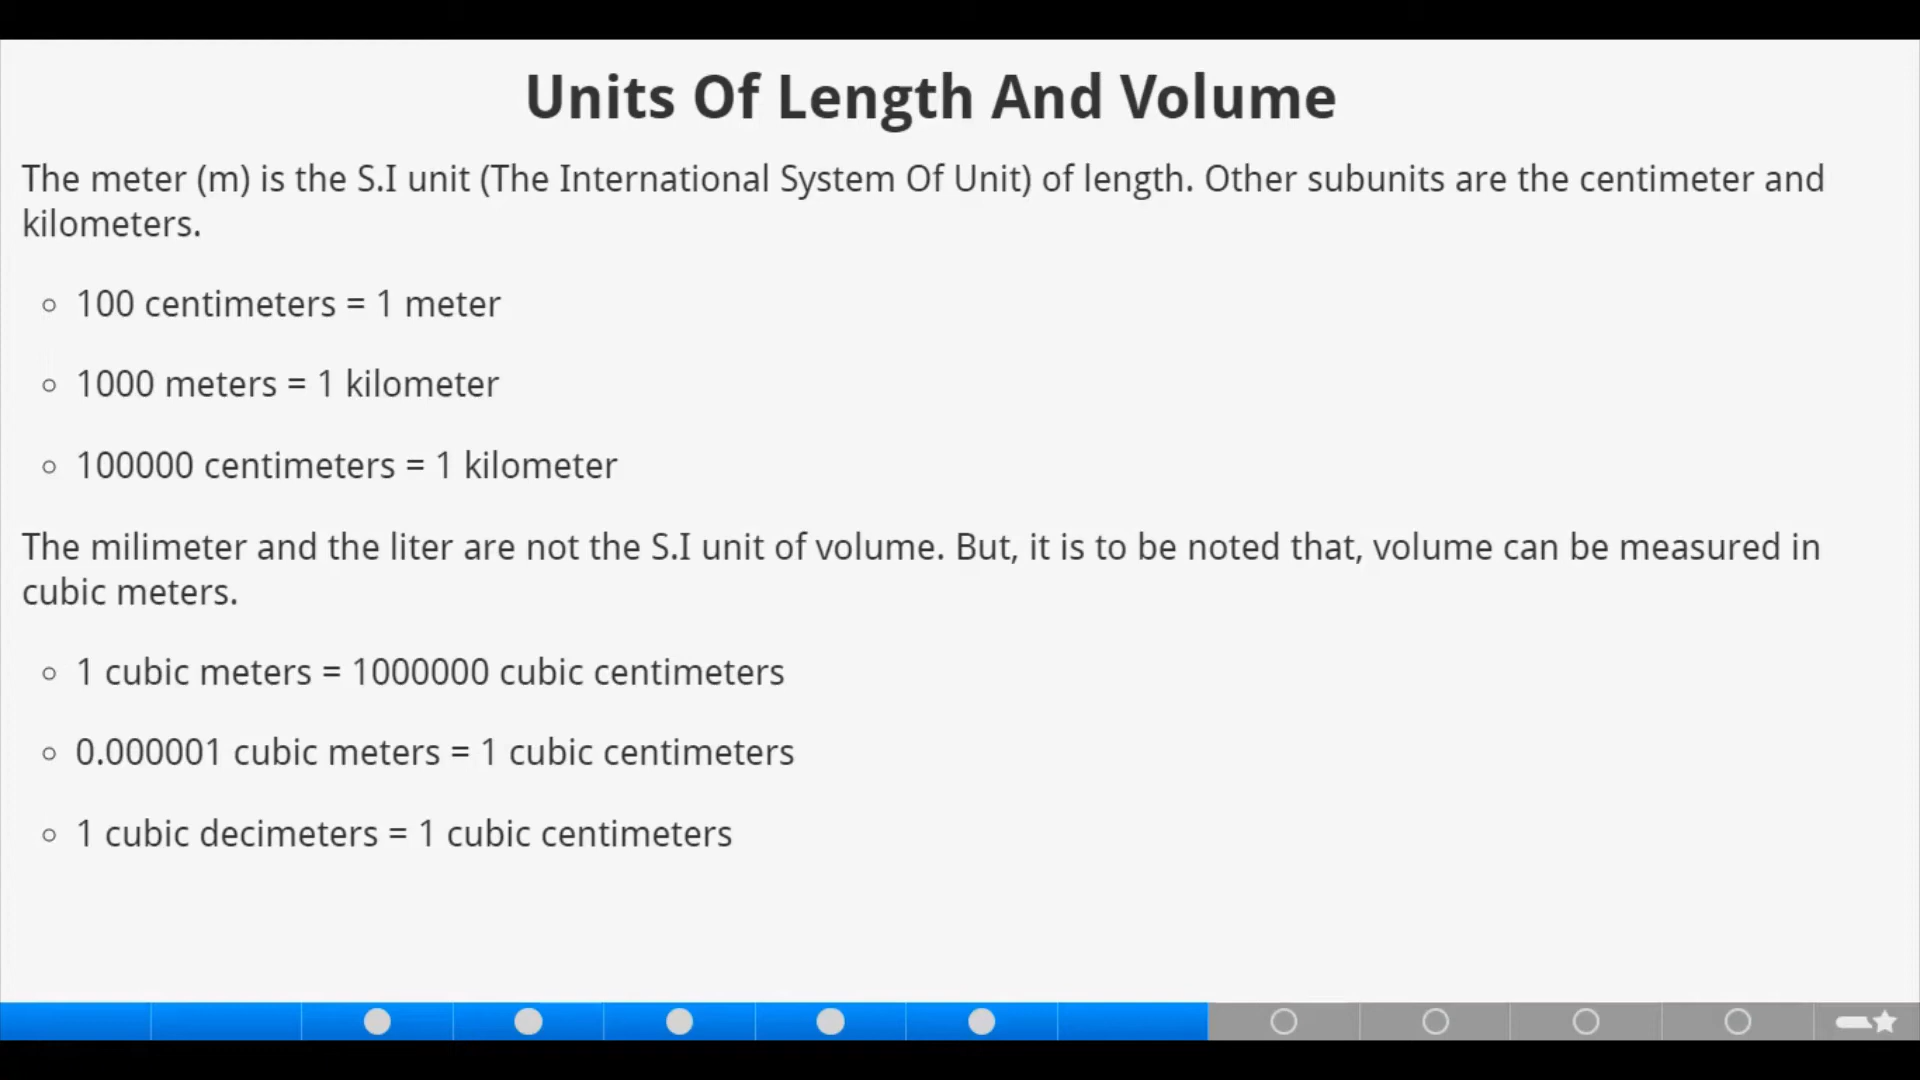 Units Of Length And Volume
The meter (m) is the S.I unit (The International System Of Unit) of length. Other subunits are the centimeter and
kilometers.
100 centimeters = 1 meter
1000 meters = 1 kilometer
100000 centimeters = 1 kilometer
The milimeter and the liter are not the S.I unit of volume. But, it is to be noted that, volume can be measured in
cubic meters.
1 cubic meters = 1000000 cubic centimeters
0.000001 cubic meters = 1 cubic centimeters
1 cubic decimeters = 1 cubic centimeters